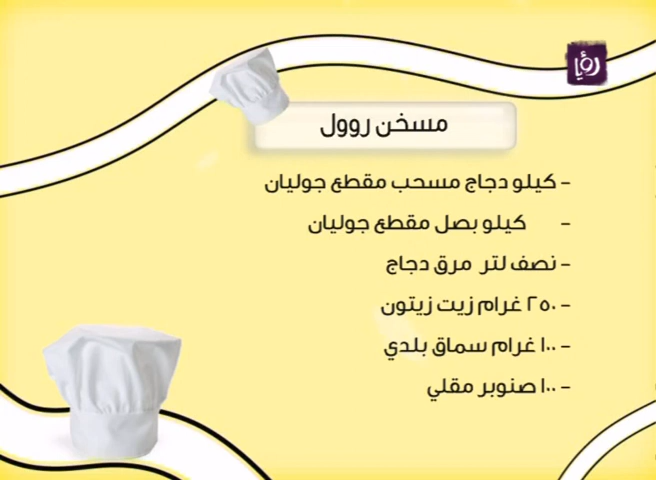 رؤيا
مسخن روول
- كيلو دجاج مسحب مقطع جوليان
- كيلو بصل مقطع جوليان
- نصف لتر مرق دجاج
- ٢٥٠ غرام زيت زيتون
- ١٠٠ غرام سماق بلدي
- ١٠٠ صنوبر مقلي